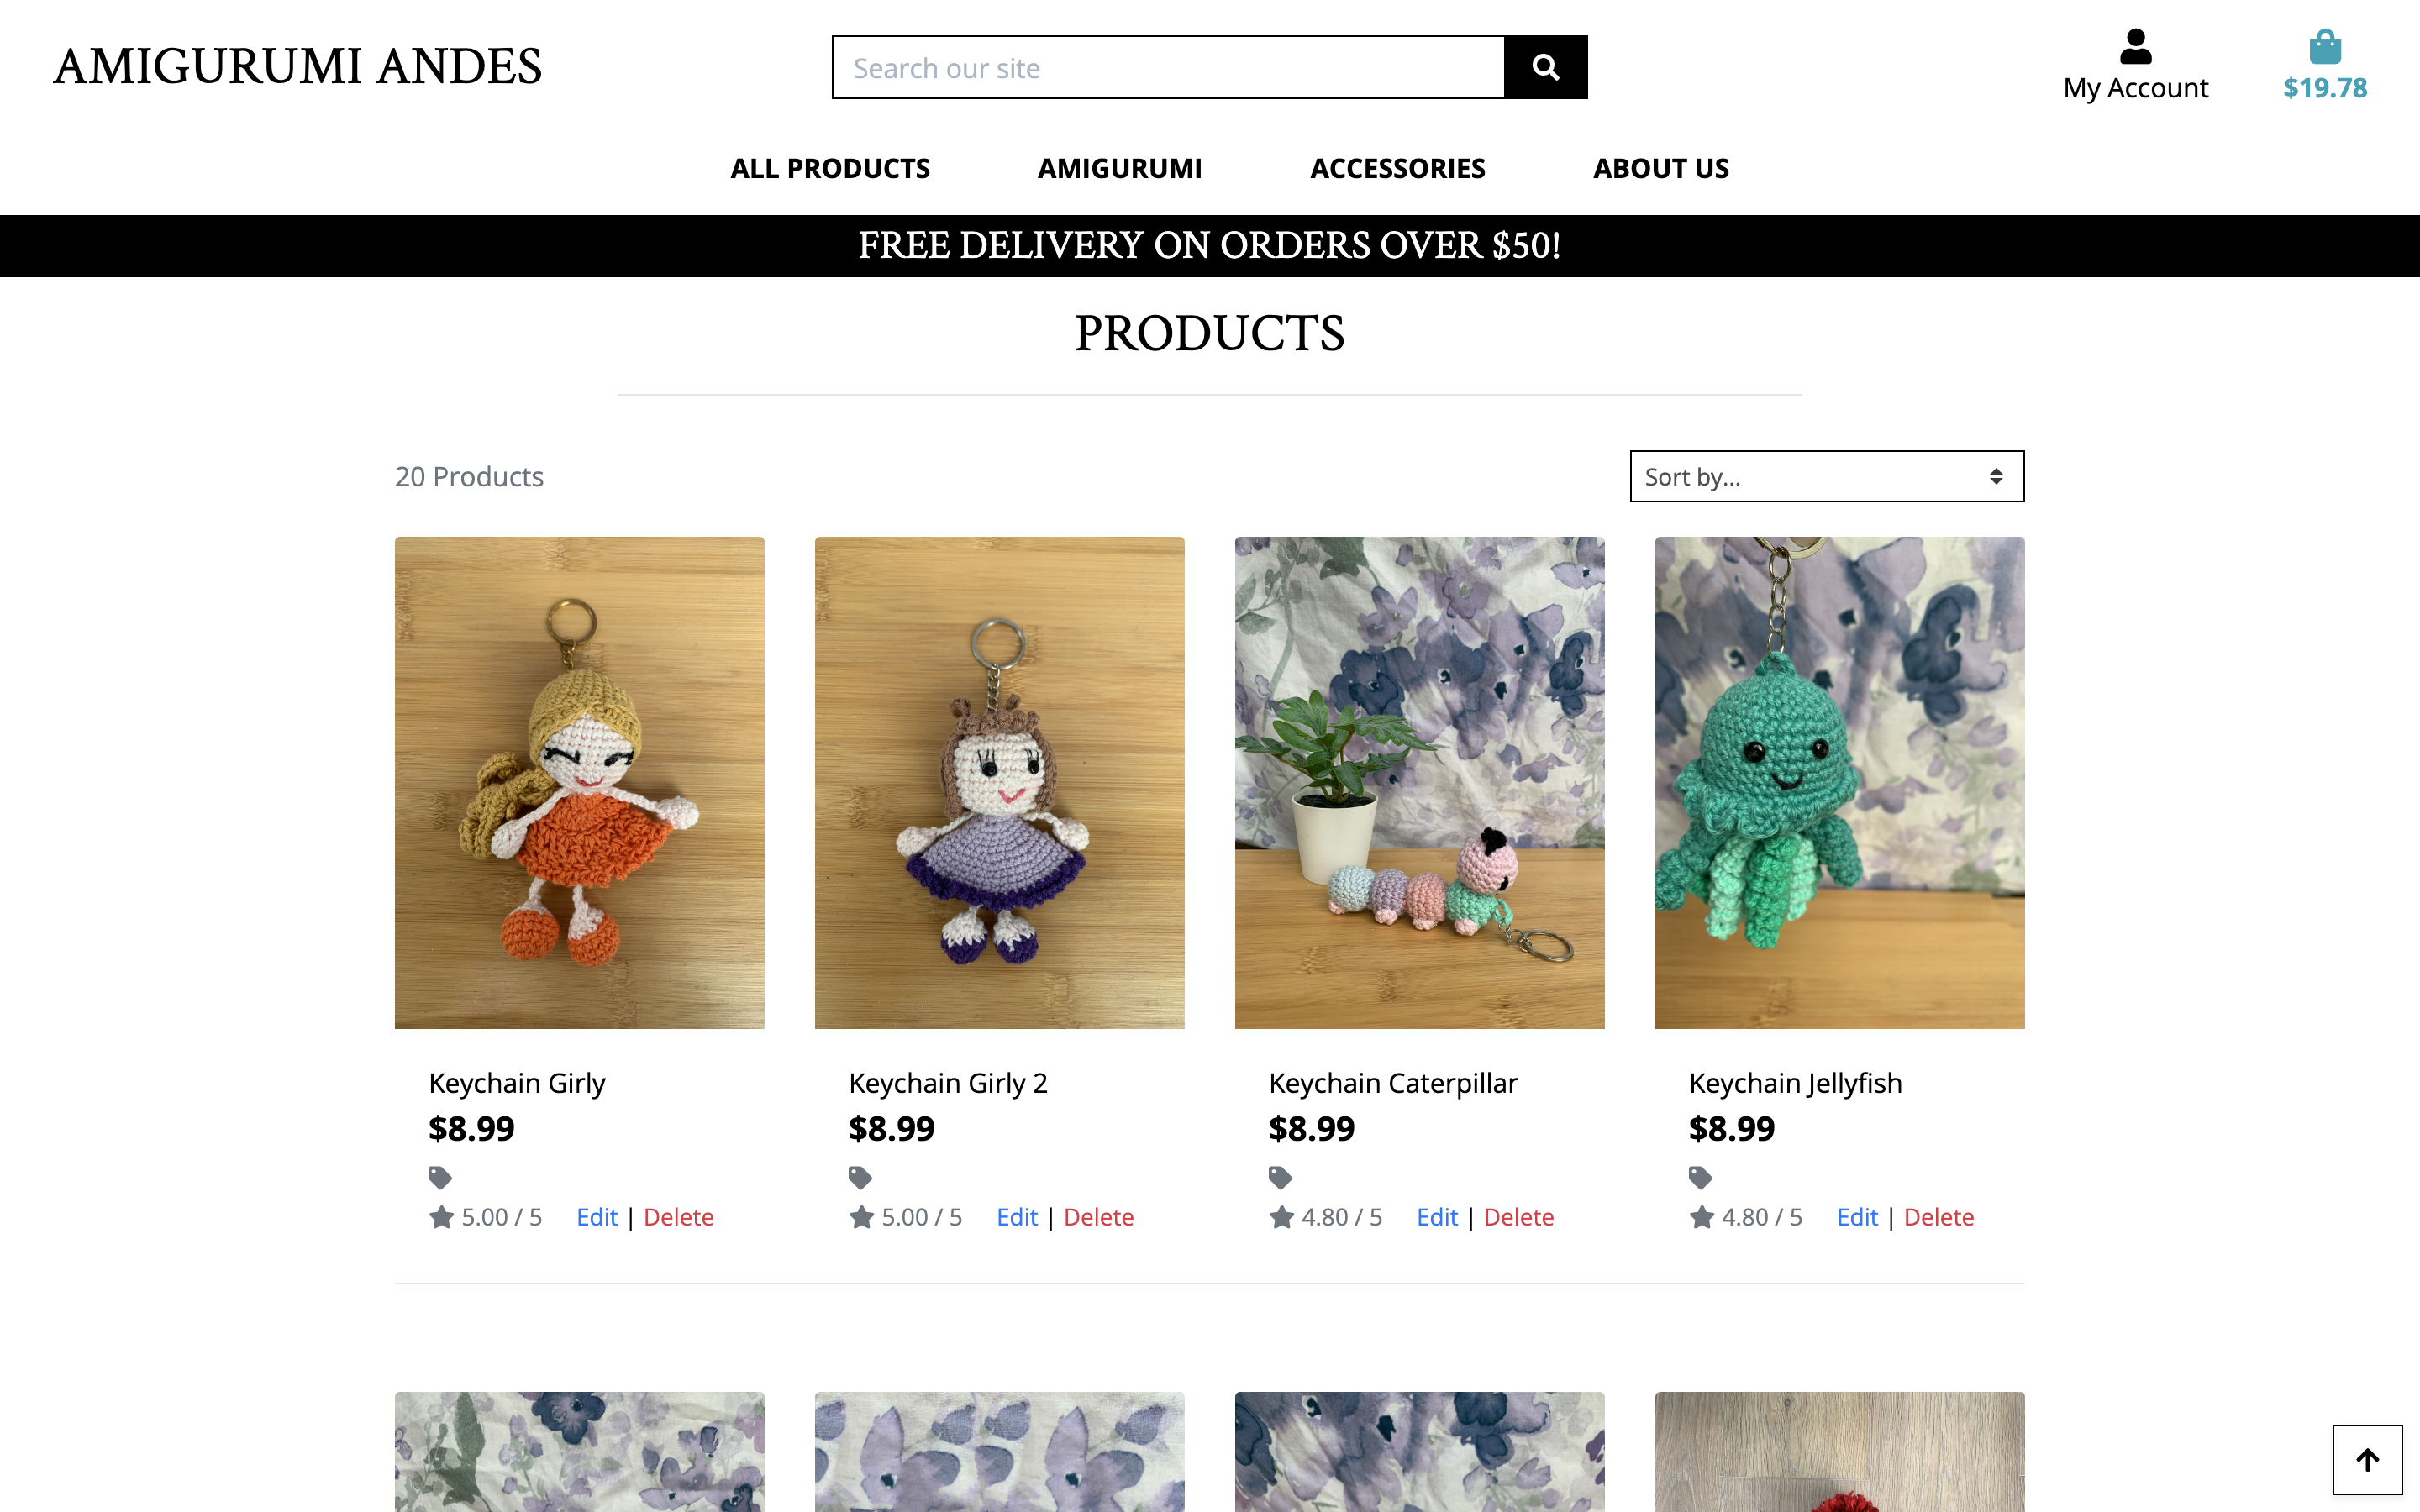 AMIGURUMI ANDES
Search our site
My Account
$19.78
ALL PRODUCTS
AMIGURUMI
ACCESSORIES
ABOUT US
FREE DELIVERY ON ORDERS OVER $50!
PRODUCTS
20 Products
Sort by...
Keychain Girly
$8.99
5.00 / 5 Edit | Delete
Keychain Girly 2
$8.99
5.00 / 5 Edit | Delete
Keychain Caterpillar
$8.99
4.80 / 5 Edit | Delete
Keychain Jellyfish
$8.99
4.80 / 5 Edit | Delete